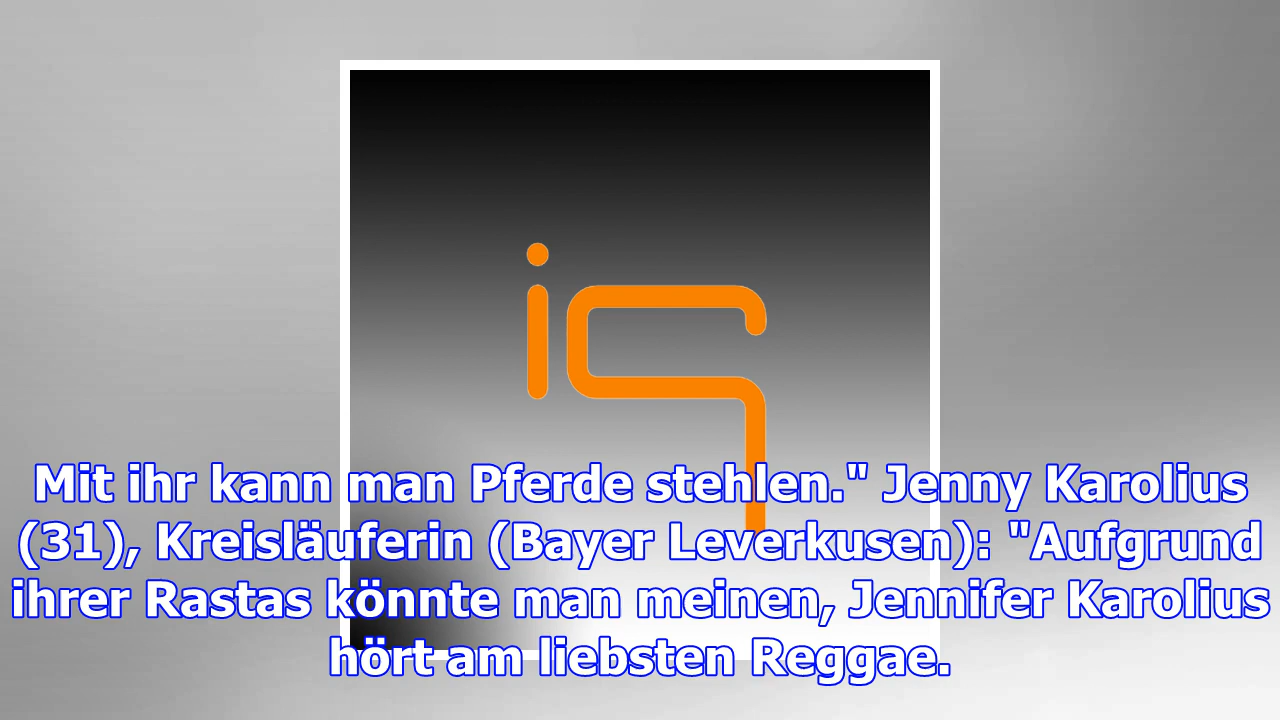 iq
Mit ihr kann man Pferde stehlen." Jenny Karolius
(31), Kreisläuferin (Bayer Leverkusen): "Aufgrund
ihrer Rastas könnte man meinen, Jennifer Karolius
hört am liebsten Reggae.